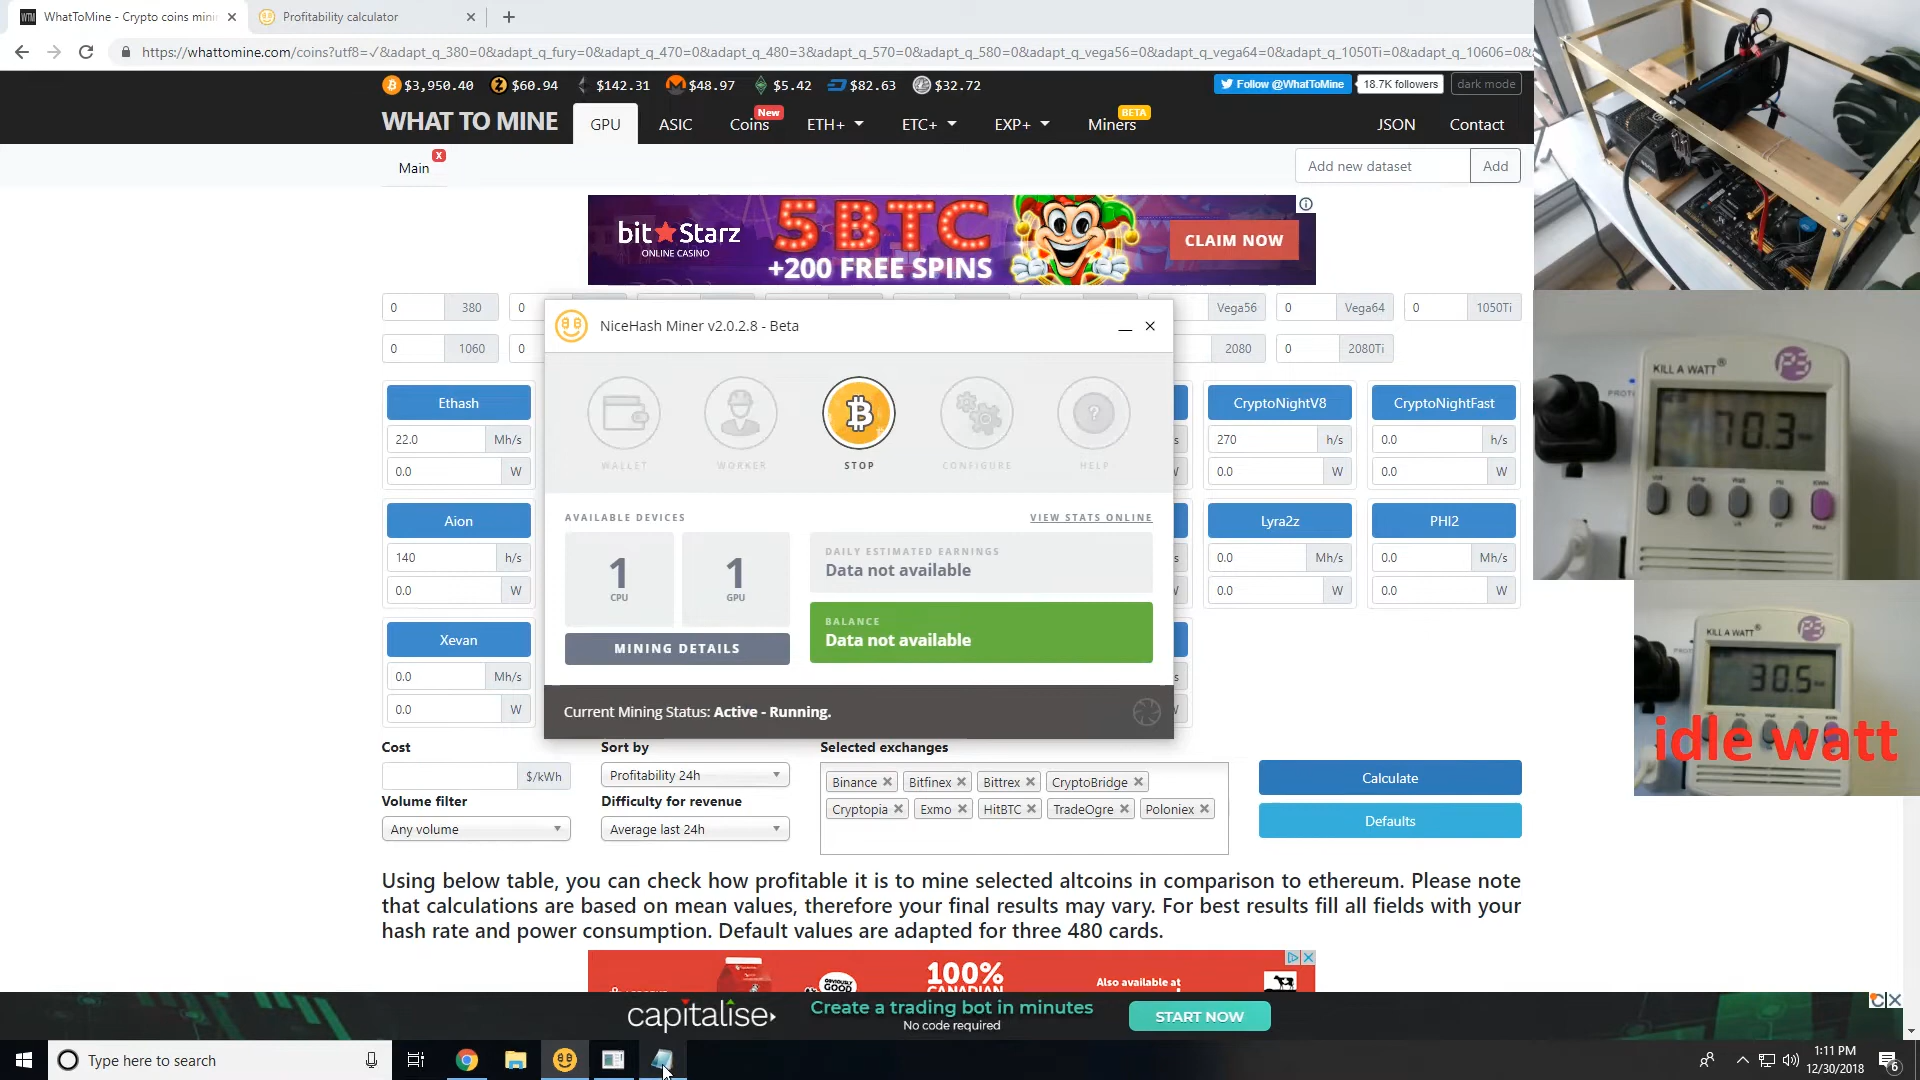 WhatToMine - Crypto coins mini
Profitability calculator
https://whattomine.com/coins?utf8=✓&adapt_q_380=0&adapt_q_fury=0&adapt_q_470=0&adapt_q_480=3&adapt_q_570=0&adapt_q_580=0&adapt_q_vega56=0&adapt_q_vega64=0&adapt_q_1050Ti=0&adapt_q_10606=0&
$3,950.40 $60.94 $142.31 $48.97 $5.42 $82.63 $32.72
Follow @WhatToMine 18.7K followers dark mode
WHAT TO MINE GPU ASIC Coins New ETH+ ETC+ EXP+ Miners BETA JSON Contact
Main x Add new dataset Add
bit Starz
ONLINE CASINO
5 BTC
+200 FREE SPINS
CLAIM NOW
0 380 0 Vega56 0 Vega64 0 1050Ti
0 1060 0 2080 0 2080Ti
NiceHash Miner v2.0.2.8 - Beta
WALLET WORKER STOP CONFIGURE HELP
AVAILABLE DEVICES VIEW STATS ONLINE
1 CPU
1 GPU
DAILY ESTIMATED EARNINGS
Data not available
BALANCE
Data not available
MINING DETAILS
Current Mining Status: Active - Running.
Ethash
22.0 Mh/s
0.0 W
CryptoNightV8
270 h/s
0.0 W
CryptoNightFast
0.0 h/s
0.0 W
Aion
140 h/s
0.0 W
Lyra2z
0.0 Mh/s
0.0 W
PHI2
0.0 Mh/s
0.0 W
Xevan
0.0 Mh/s
0.0 W
Cost
$/kWh
Sort by
Profitability 24h
Volume filter
Any volume
Difficulty for revenue
Average last 24h
Selected exchanges
Binance Bitfinex Bittrex CryptoBridge
Cryptopia Exmo HitBTC TradeOgre Poloniex
Calculate
Defaults
Using below table, you can check how profitable it is to mine selected altcoins in comparison to ethereum. Please note
that calculations are based on mean values, therefore your final results may vary. For best results fill all fields with your
hash rate and power consumption. Default values are adapted for three 480 cards.
100%
Also available at
capitalise
Create a trading bot in minutes
No code required
START NOW
KILL A WATT®
P3
70.3
KILL A WATT
P3
30.5
idle watt
Type here to search
1:11 PM
12/30/2018
6